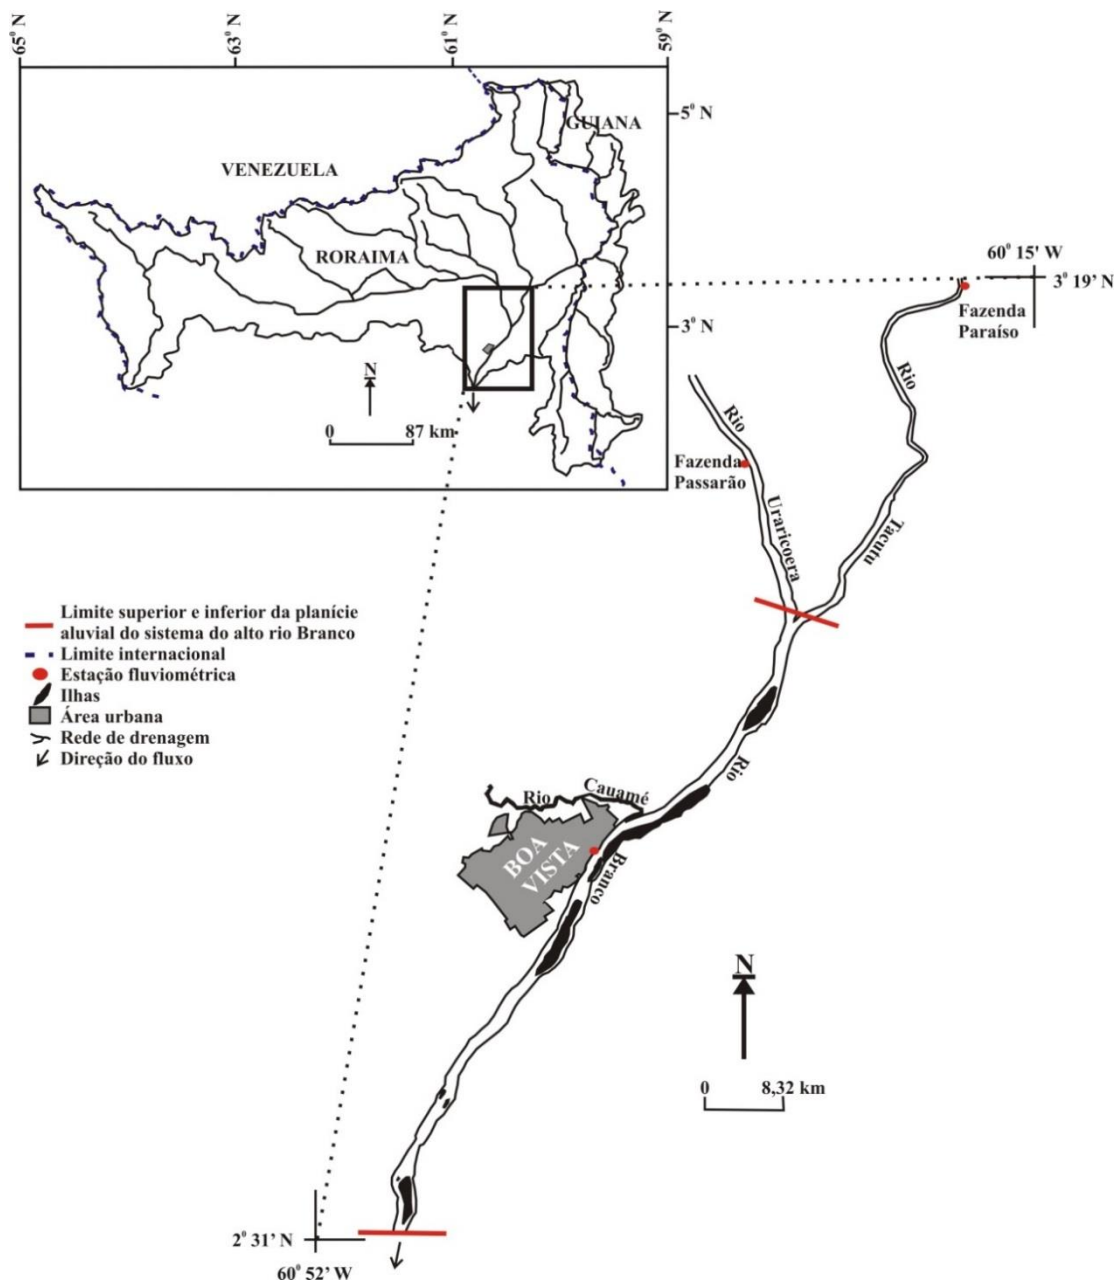 65° N
63° N
61° N
59° N
5° N
GUIANA
VENEZUELA
RORAIMA
3° N
N
0 87 km
60° 15' W
3° 19' N
Fazenda
Paraíso
Rio
Tacutu
Rio
Uraricoera
Fazenda
Passarão
Limite superior e inferior da planície
aluvial do sistema do alto rio Branco
Limite internacional
Estação fluviométrica
Ilhas
Área urbana
Rede de drenagem
Direção do fluxo
Rio
Branco
Rio Cauamé
BOA
VISTA
N
0 8,32 km
2° 31' N
60° 52' W